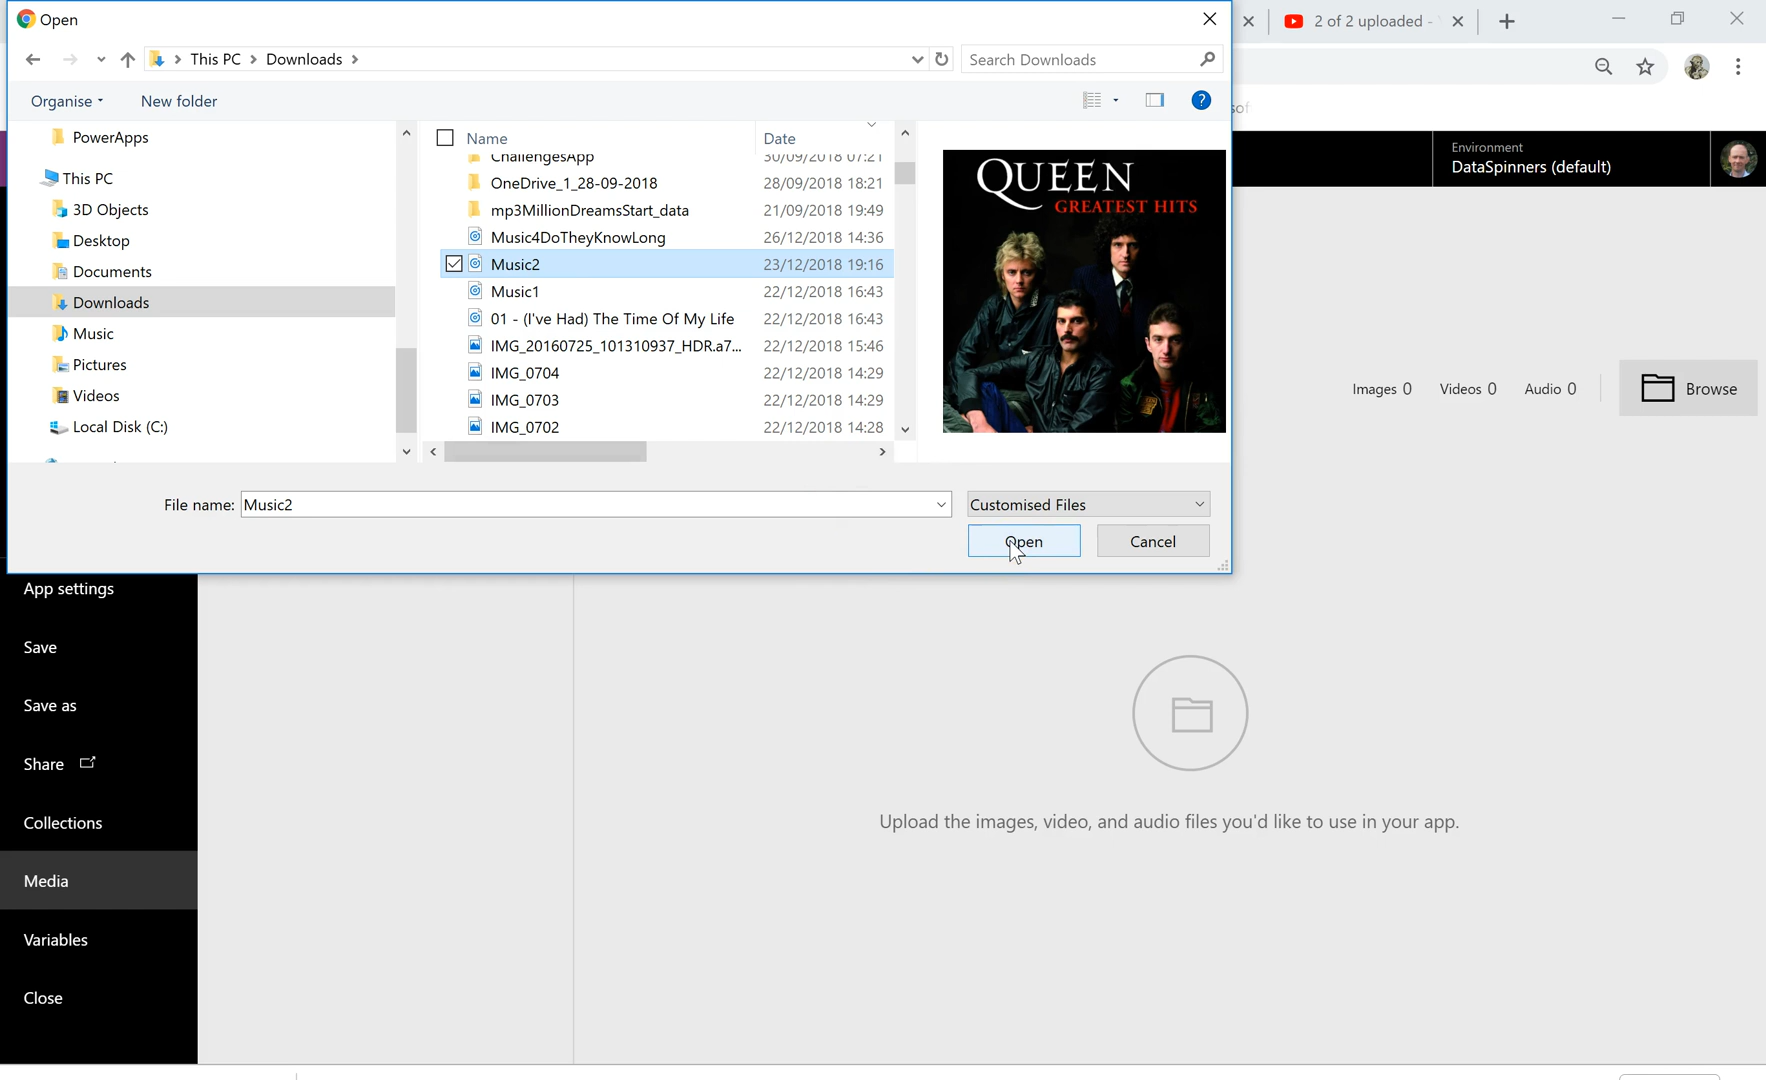 Open
2 of 2 uploaded -
This PC
Downloads
Search Downloads
Organise
New folder
PowerApps
This PC
3D Objects
Desktop
Documents
Downloads
Music
Pictures
Videos
Local Disk (C:)
Name Date
ChallengesApp 30/09/2018 07:21
OneDrive_1_28-09-2018 28/09/2018 18:21
mp3MillionDreamsStart_data 21/09/2018 19:49
Music4DoTheyKnowLong 26/12/2018 14:36
Music2 23/12/2018 19:16
Music1 22/12/2018 16:43
01 - (I've Had) The Time Of My Life 22/12/2018 16:43
IMG_20160725_101310937_HDR.a7... 22/12/2018 15:46
IMG_0704 22/12/2018 14:29
IMG_0703 22/12/2018 14:29
IMG_0702 22/12/2018 14:28
QUEEN
GREATEST HITS
File name: Music2
Customised Files
Open
Cancel
Environment
DataSpinners (default)
Images 0
Videos 0
Audio 0
Browse
App settings
Save
Save as
Share
Collections
Media
Variables
Close
Upload the images, video, and audio files you'd like to use in your app.